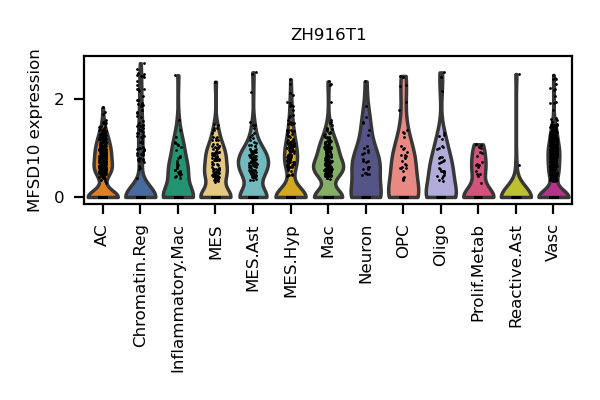 ZH916T1
MFSD10 expression
2
0
AC
Chromatin.Reg
Inflammatory.Mac
MES
MES.Ast
MES.Hyp
Mac
Neuron
OPC
Oligo
Prolif.Metab
Reactive.Ast
Vasc